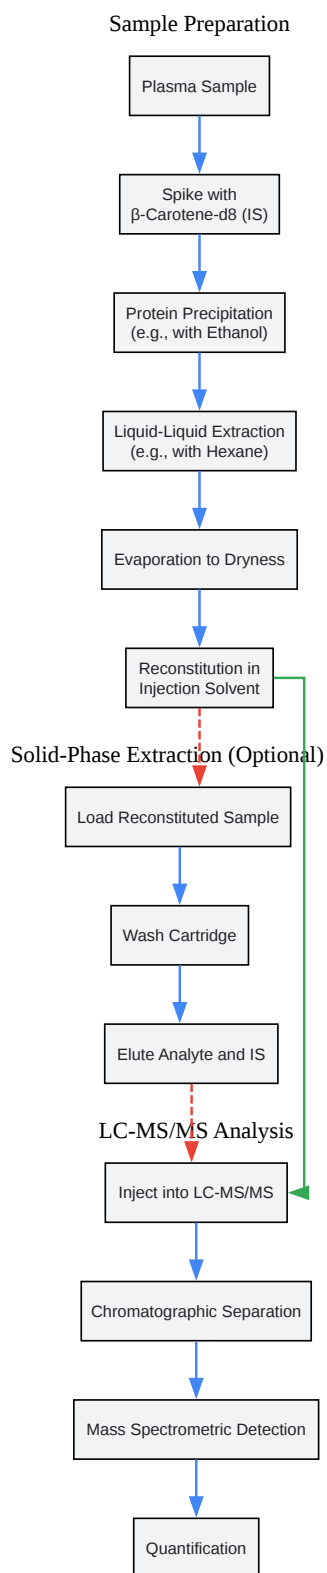 Sample Preparation
Plasma Sample
Spike with
β-Carotene-d8 (IS)
Protein Precipitation
(e.g., with Ethanol)
Liquid-Liquid Extraction
(e.g., with Hexane)
Evaporation to Dryness
Reconstitution in
Injection Solvent
Solid-Phase Extraction (Optional)
Load Reconstituted Sample
Wash Cartridge
Elute Analyte and IS
LC-MS/MS Analysis
Inject into LC-MS/MS
Chromatographic Separation
Mass Spectrometric Detection
Quantification